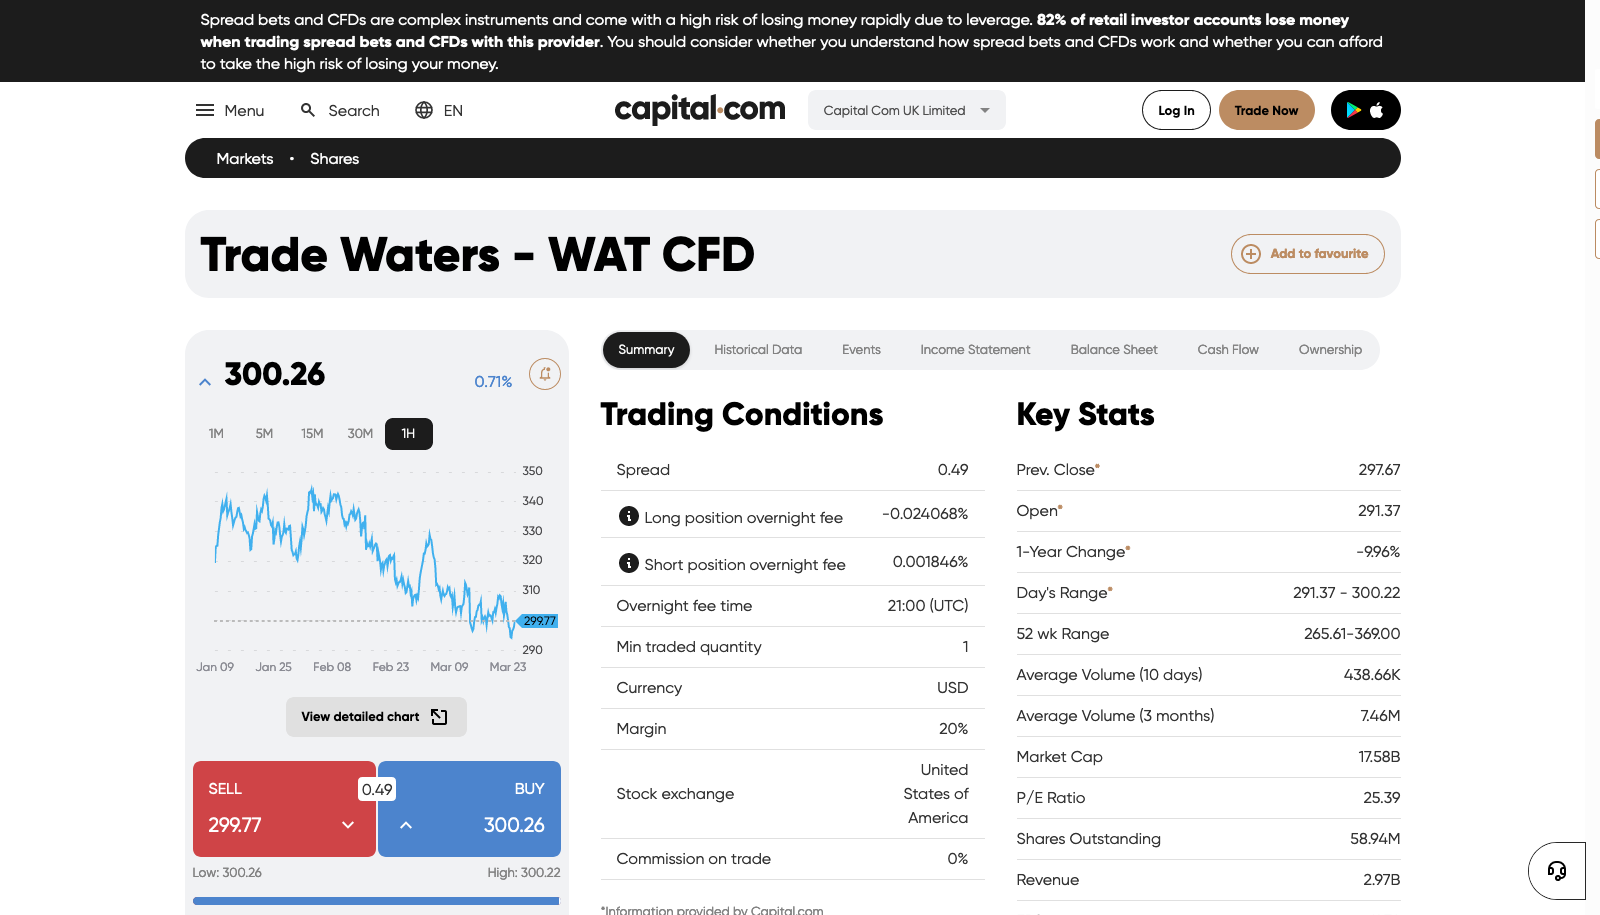 Spread bets and CFDs are complex instruments and come with a high risk of losing money rapidly due to leverage. 82% of retail investor accounts lose money
when trading spread bets and CFDs with this provider. You should consider whether you understand how spread bets and CFDs work and whether you can afford
to take the high risk of losing your money.
Menu Search EN capital.com Capital Com UK Limited Log In Trade Now
Markets • Shares
Trade Waters - WAT CFD
Add to favourite
300.26 0.71%
1M 5M 15M 30M 1H
350
340
330
320
310
299.77
290
Jan 09 Jan 25 Feb 08 Feb 23 Mar 09 Mar 23
View detailed chart
SELL 0.49 BUY
299.77 300.26
Low: 300.26 High: 300.22
Summary Historical Data Events Income Statement Balance Sheet Cash Flow Ownership
Trading Conditions
Spread 0.49
Long position overnight fee -0.024068%
Short position overnight fee 0.001846%
Overnight fee time 21:00 (UTC)
Min traded quantity 1
Currency USD
Margin 20%
Stock exchange United
States of
America
Commission on trade 0%
*Information provided by Capital.com
Key Stats
Prev. Close* 297.67
Open* 291.37
1-Year Change* -9.96%
Day's Range* 291.37 - 300.22
52 wk Range 265.61-369.00
Average Volume (10 days) 438.66K
Average Volume (3 months) 7.46M
Market Cap 17.58B
P/E Ratio 25.39
Shares Outstanding 58.94M
Revenue 2.97B